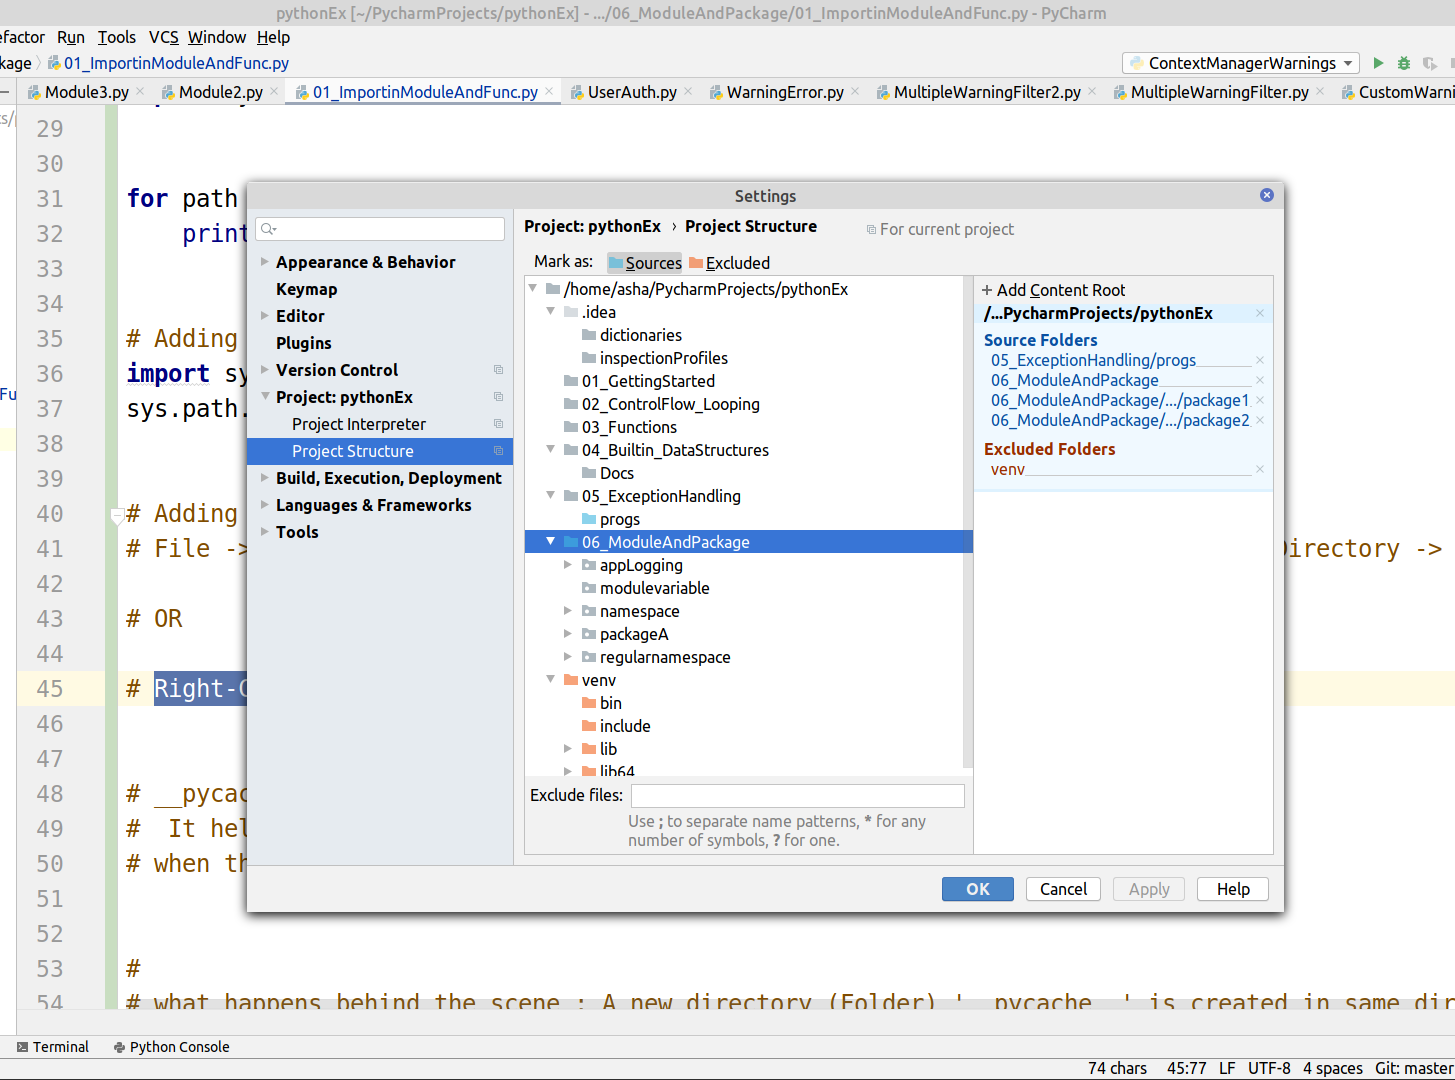 pythonEx [~/PycharmProjects/pythonEx] - .../06_ModuleAndPackage/01_ImportinModuleAndFunc.py - PyCharm
efactor Run Tools VCS Window Help
kage 01_ImportinModuleAndFunc.py
ContextManagerWarnings
Module3.py Module2.py 01_ImportinModuleAndFunc.py UserAuth.py WarningError.py MultipleWarningFilter2.py MultipleWarningFilter.py CustomWarni
29
30
31 for path
32 print
33
34
35 # Adding
36 import sy
37 sys.path.
38
39
40 # Adding
41 # File -> Directory ->
42
43 # OR
44
45 # Right-C
46
47
48 # __pycac
49 # It hel
50 # when th
51
52
53 #
54 # what happens behind the scene : A new directory (Folder) '__pycache__' is created in same dir
Fu
Settings
Appearance & Behavior
Keymap
Editor
Plugins
Version Control
Project: pythonEx
Project Interpreter
Project Structure
Build, Execution, Deployment
Languages & Frameworks
Tools
Project: pythonEx › Project Structure For current project
Mark as: Sources Excluded
/home/asha/PycharmProjects/pythonEx
.idea
dictionaries
inspectionProfiles
01_GettingStarted
02_ControlFlow_Looping
03_Functions
04_Builtin_DataStructures
Docs
05_ExceptionHandling
progs
06_ModuleAndPackage
appLogging
modulevariable
namespace
packageA
regularnamespace
venv
bin
include
lib
lib64
Exclude files:
Use ; to separate name patterns, * for any
number of symbols, ? for one.
+ Add Content Root
/...PycharmProjects/pythonEx
Source Folders
05_ExceptionHandling/progs
06_ModuleAndPackage
06_ModuleAndPackage/.../package1
06_ModuleAndPackage/.../package2
Excluded Folders
venv
OK Cancel Apply Help
Terminal Python Console
74 chars 45:77 LF UTF-8 4 spaces Git: master